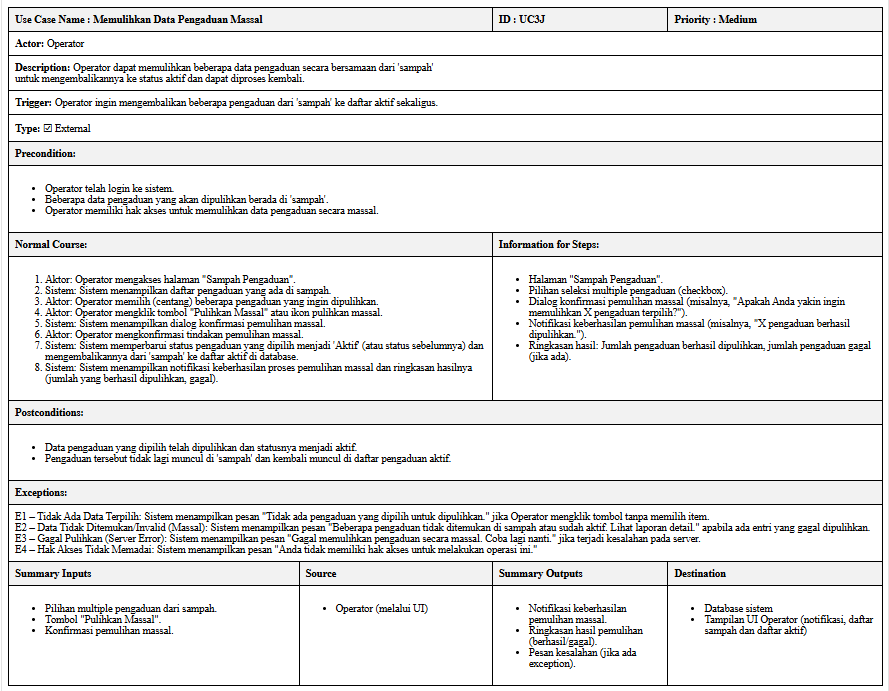 Use Case Name : Memulihkan Data Pengaduan Massal
ID : UC3J
Priority : Medium
Actor: Operator
Description: Operator dapat memulihkan beberapa data pengaduan secara bersamaan dari 'sampah'
untuk mengembalikannya ke status aktif dan dapat diproses kembali.
Trigger: Operator ingin mengembalikan beberapa pengaduan dari 'sampah' ke daftar aktif sekaligus.
Type: ☑ External
Precondition:
• Operator telah login ke sistem.
• Beberapa data pengaduan yang akan dipulihkan berada di 'sampah'.
• Operator memiliki hak akses untuk memulihkan data pengaduan secara massal.
Normal Course:
1. Aktor: Operator mengakses halaman "Sampah Pengaduan".
2. Sistem: Sistem menampilkan daftar pengaduan yang ada di sampah.
3. Aktor: Operator memilih (centang) beberapa pengaduan yang ingin dipulihkan.
4. Aktor: Operator mengklik tombol "Pulihkan Massal" atau ikon pulihkan massal.
5. Sistem: Sistem menampilkan dialog konfirmasi pemulihan massal.
6. Aktor: Operator mengkonfirmasi tindakan pemulihan massal.
7. Sistem: Sistem memperbarui status pengaduan yang dipilih menjadi 'Aktif' (atau status sebelumnya) dan
mengembalikannya dari 'sampah' ke daftar aktif di database.
8. Sistem: Sistem menampilkan notifikasi keberhasilan proses pemulihan massal dan ringkasan hasilnya
(jumlah yang berhasil dipulihkan, gagal).
Information for Steps:
• Halaman "Sampah Pengaduan".
• Pilihan seleksi multiple pengaduan (checkbox).
• Dialog konfirmasi pemulihan massal (misalnya, "Apakah Anda yakin ingin
memulihkan X pengaduan terpilih?").
• Notifikasi keberhasilan pemulihan massal (misalnya, "X pengaduan berhasil
dipulihkan.").
• Ringkasan hasil: Jumlah pengaduan berhasil dipulihkan, jumlah pengaduan gagal
(jika ada).
Postconditions:
• Data pengaduan yang dipilih telah dipulihkan dan statusnya menjadi aktif.
• Pengaduan tersebut tidak lagi muncul di 'sampah' dan kembali muncul di daftar pengaduan aktif.
Exceptions:
E1 – Tidak Ada Data Terpilih: Sistem menampilkan pesan "Tidak ada pengaduan yang dipilih untuk dipulihkan." jika Operator mengklik tombol tanpa memilih item.
E2 – Data Tidak Ditemukan/Invalid (Massal): Sistem menampilkan pesan "Beberapa pengaduan tidak ditemukan di sampah atau sudah aktif. Lihat laporan detail." apabila ada entri yang gagal dipulihkan.
E3 – Gagal Pulihkan (Server Error): Sistem menampilkan pesan "Gagal memulihkan pengaduan secara massal. Coba lagi nanti." jika terjadi kesalahan pada server.
E4 – Hak Akses Tidak Memadai: Sistem menampilkan pesan "Anda tidak memiliki hak akses untuk melakukan operasi ini."
Summary Inputs
• Pilihan multiple pengaduan dari sampah.
• Tombol "Pulihkan Massal".
• Konfirmasi pemulihan massal.
Source
• Operator (melalui UI)
Summary Outputs
• Notifikasi keberhasilan
pemulihan massal.
• Ringkasan hasil pemulihan
(berhasil/gagal).
• Pesan kesalahan (jika ada
exception).
Destination
• Database sistem
• Tampilan UI Operator (notifikasi, daftar
sampah dan daftar aktif)